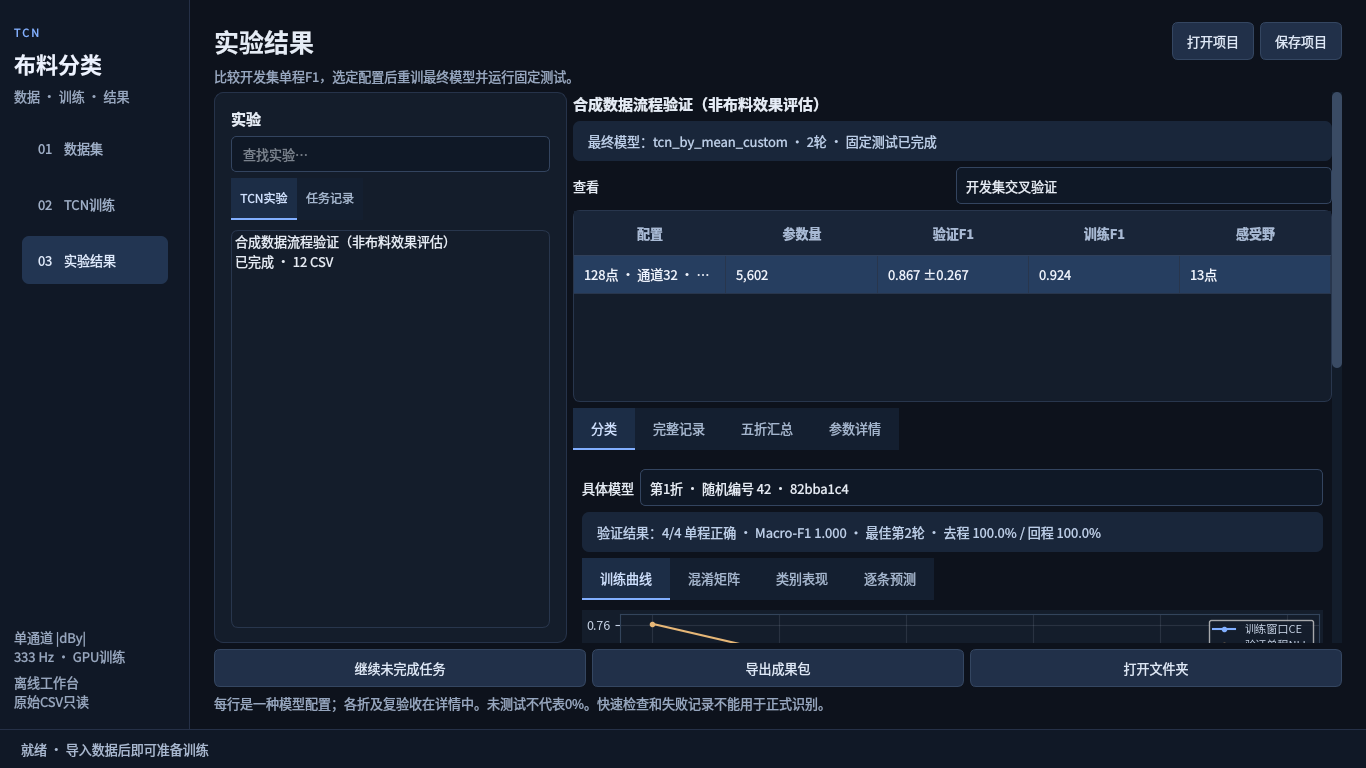 TCN
布料分类
数据 · 训练 · 结果
01 数据集
02 TCN训练
03 实验结果
单通道 |dBy|
333 Hz · GPU训练
离线工作台
原始CSV只读
实验结果
比较开发集单程F1，选定配置后重训最终模型并运行固定测试。
打开项目
保存项目
实验
查找实验…
TCN实验
任务记录
合成数据流程验证（非布料效果评估）
已完成 · 12 CSV
合成数据流程验证（非布料效果评估）
最终模型：tcn_by_mean_custom · 2轮 · 固定测试已完成
查看
开发集交叉验证
配置 参数量 验证F1 训练F1 感受野
128点 · 通道32 · … 5,602 0.867 ±0.267 0.924 13点
分类 完整记录 五折汇总 参数详情
具体模型 第1折 · 随机编号 42 · 82bba1c4
验证结果：4/4 单程正确 · Macro-F1 1.000 · 最佳第2轮 · 去程 100.0% / 回程 100.0%
训练曲线 混淆矩阵 类别表现 逐条预测
0.76
训练窗口CE
继续未完成任务
导出成果包
打开文件夹
每行是一种模型配置；各折及复验收在详情中。未测试不代表0%。快速检查和失败记录不能用于正式识别。
就绪 · 导入数据后即可准备训练